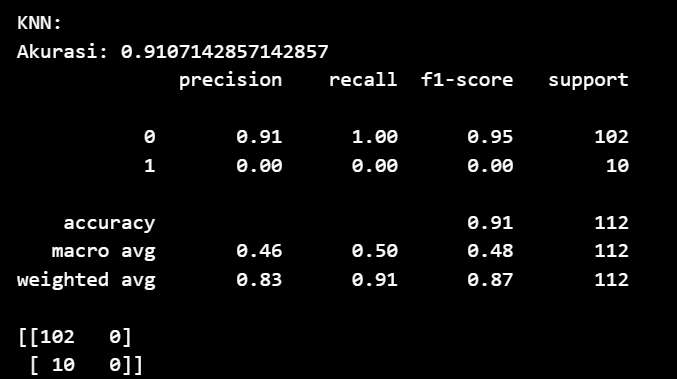 KNN:
Akurasi: 0.9107142857142857
precision recall f1-score support
0 0.91 1.00 0.95 102
1 0.00 0.00 0.00 10
accuracy 0.91 112
macro avg 0.46 0.50 0.48 112
weighted avg 0.83 0.91 0.87 112
[[102 0]
[ 10 0]]